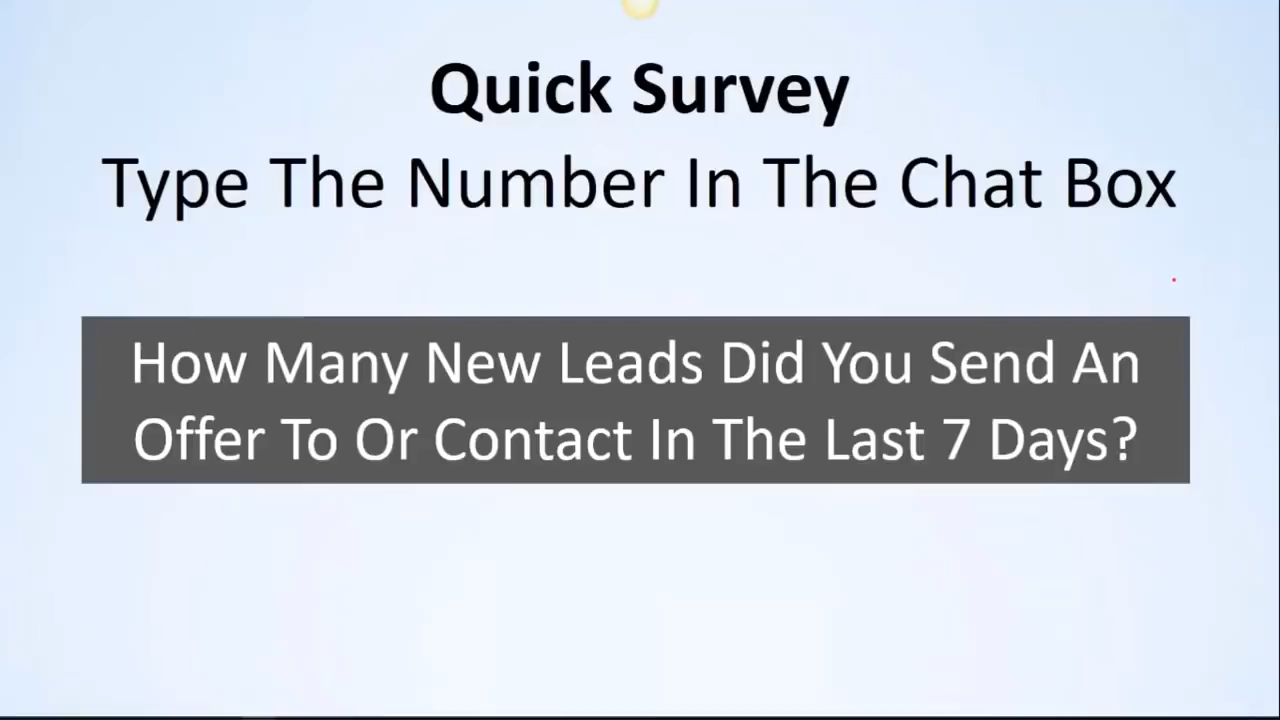 Quick Survey
Type The Number In The Chat Box
How Many New Leads Did You Send An
Offer To Or Contact In The Last 7 Days?